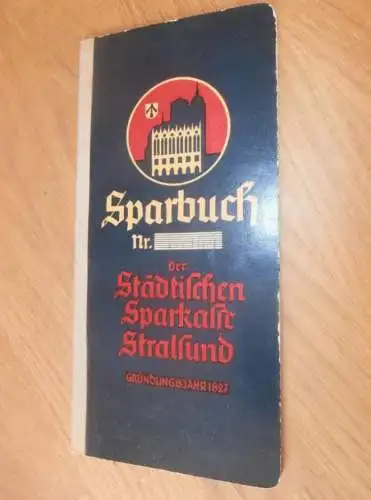 Sparbuch
Nr.
der
Städtischen
Sparkasse
Stralsund
GRÜNDUNGSJAHR 1827